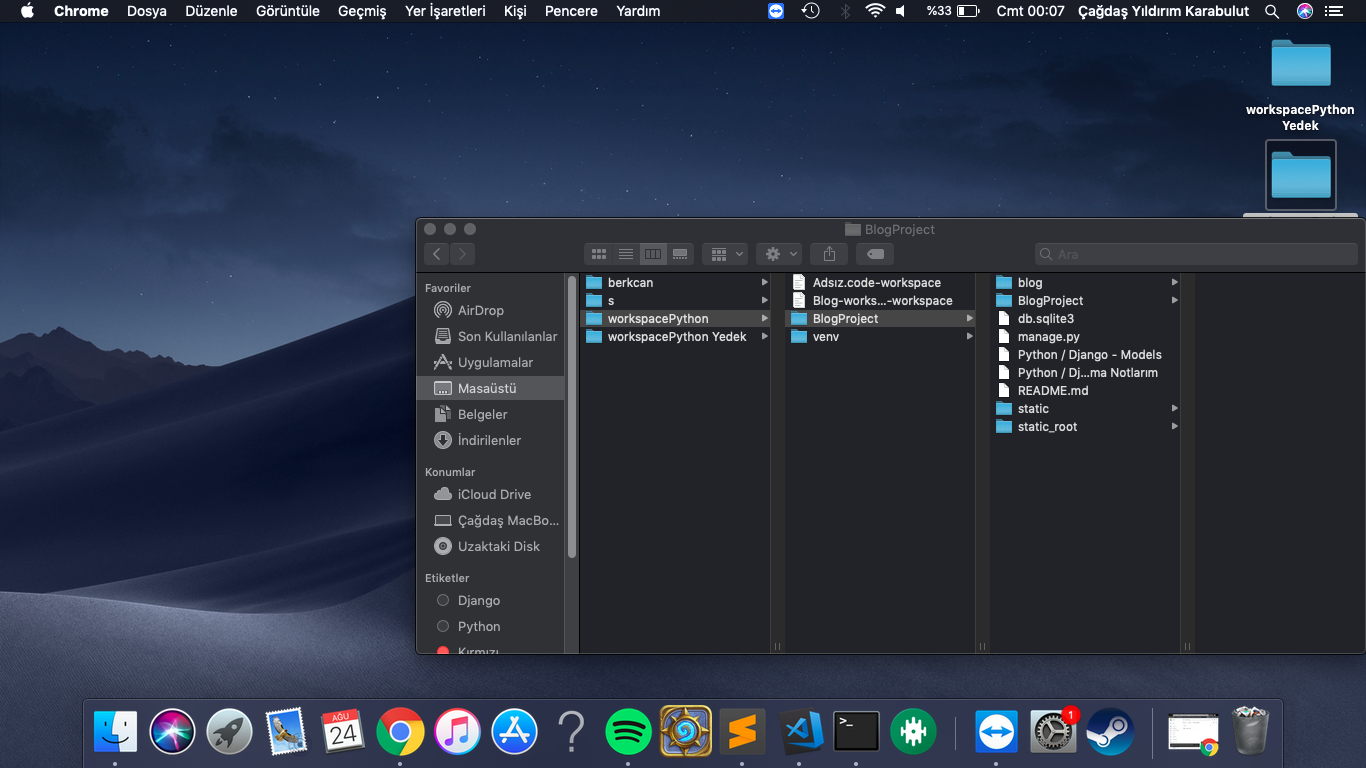 Chrome Dosya Düzenle Görüntüle Geçmiş Yer İşaretleri Kişi Pencere Yardım %33 Cmt 00:07 Çağdaş Yıldırım Karabulut
workspacePython
Yedek
BlogProject
Ara
Favoriler
AirDrop
Son Kullanılanlar
Uygulamalar
Masaüstü
Belgeler
İndirilenler
Konumlar
iCloud Drive
Çağdaş MacBo...
Uzaktaki Disk
Etiketler
Django
Python
Kırmızı
berkcan
s
workspacePython
workspacePython Yedek
Adsız.code-workspace
Blog-works...-workspace
BlogProject
venv
blog
BlogProject
db.sqlite3
manage.py
Python / Django - Models
Python / Dj...ma Notlarım
README.md
static
static_root
AĞU
24
>_
1